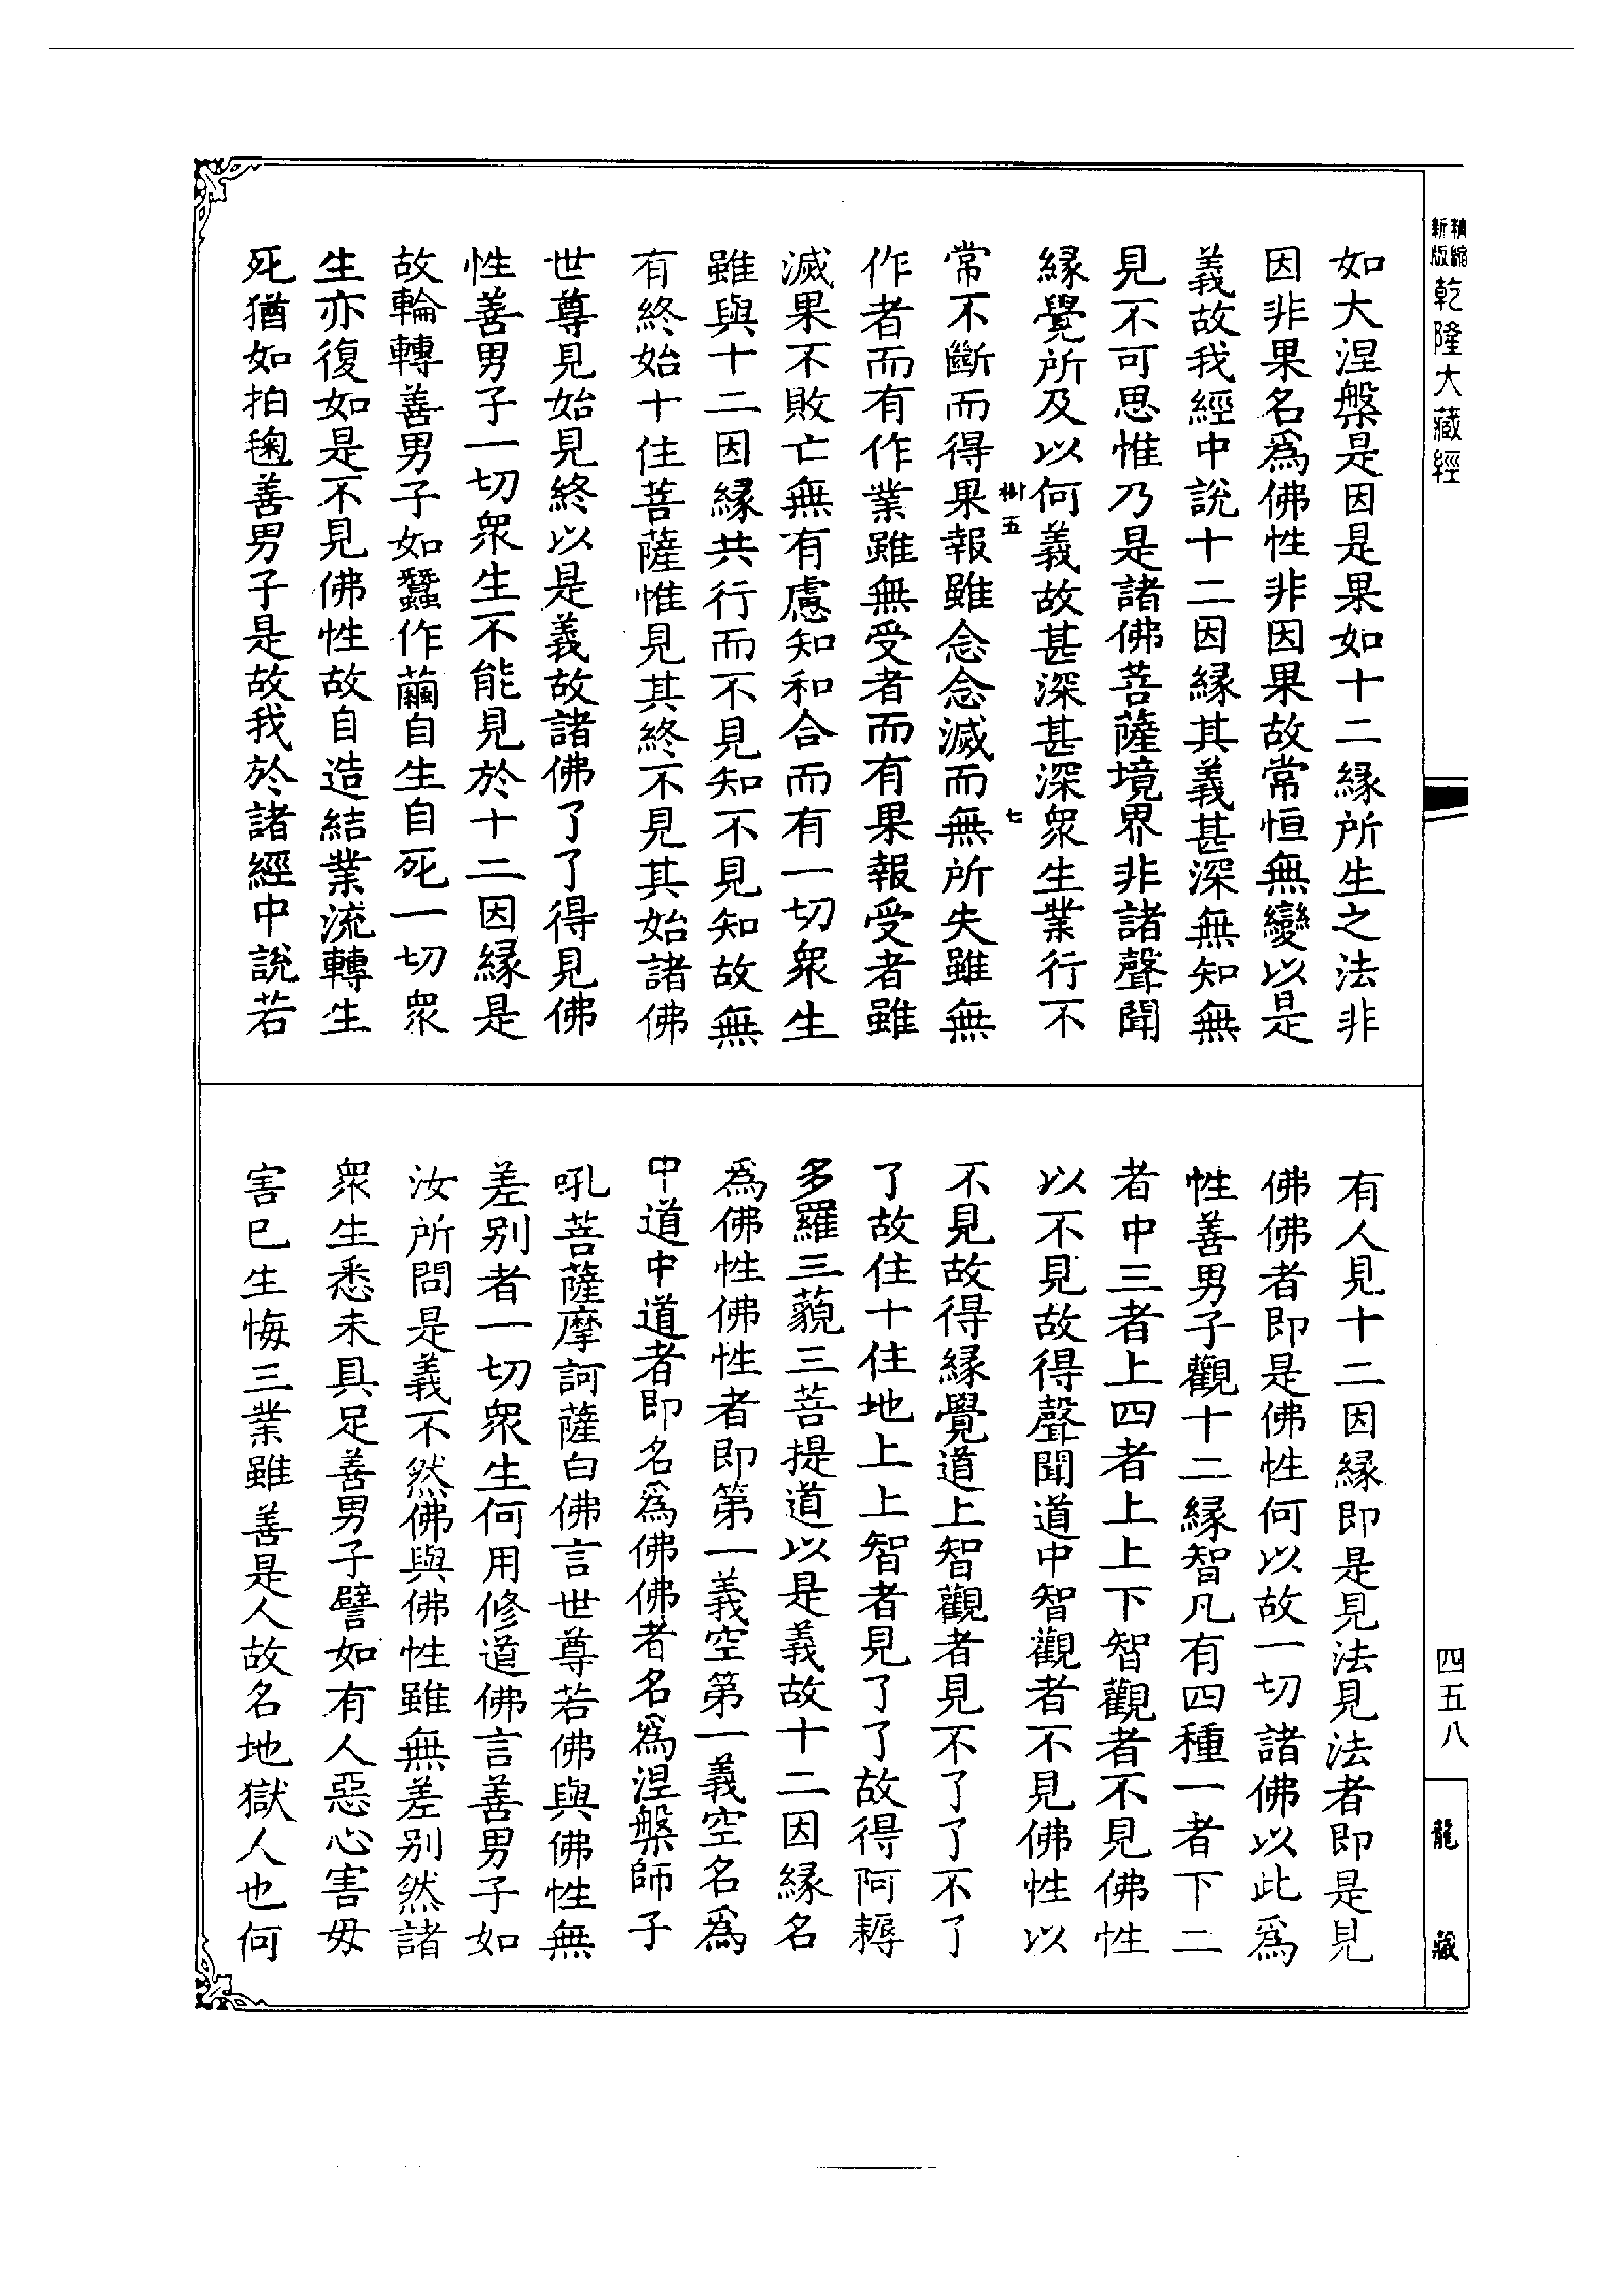 新版
精縮
乾隆大藏經
四五八
龍藏
如大涅槃是因是果如十二縁所生之法非
因非果名爲佛性非因果故常恒無變以是
義故我經中說十二因縁其義甚深無知無
見不可思惟乃是諸佛菩薩境界非諸聲聞
縁覺所及以何義故甚深甚深衆生業行不
五
七
常不斷而得果報雖念念滅而無所失雖無
作者而有作業雖無受者而有果報受者雖
滅果不敗亡無有慮知和合而有一切衆生
雖與十二因縁共行而不見知不見知故無
有終始十住菩薩惟見其終不見其始諸佛
世尊見始見終以是義故諸佛了了得見佛
性善男子一切衆生不能見於十二因縁是
故輪轉善男子如蠶作繭自生自死一切衆
生亦復如是不見佛性故自造結業流轉生
死猶如拍毱善男子是故我於諸經中說若
有人見十二因縁即是見法見法者即是見
佛佛者即是佛性何以故一切諸佛以此爲
性善男子觀十二縁智凡有四種一者下二
者中三者上四者上上下智觀者不見佛性
以不見故得聲聞道中智觀者不見佛性以
不見故得縁覺道上智觀者見不了了不了
了故住十住地上上智者見了了故得阿耨
多羅三藐三菩提道以是義故十二因縁名
爲佛性佛性者即第一義空第一義空名爲
中道中道者即名爲佛佛者名爲涅槃師子
吼菩薩摩訶薩白佛言世尊若佛與佛性無
差别者一切衆生何用修道佛言善男子如
汝所問是義不然佛與佛性雖無差别然諸
衆生悉未具足善男子譬如有人惡心害毋
害巳生悔三業雖善是人故名地獄人也何